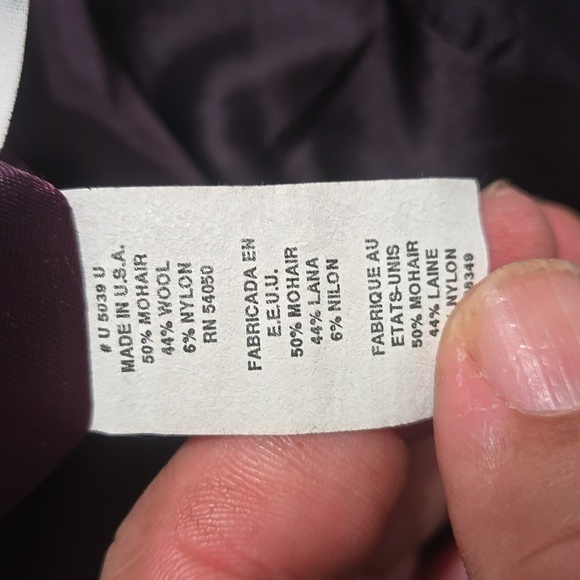 # U 5039 U
MADE IN U.S.A.
50% MOHAIR
44% WOOL
6% NYLON
RN 54050
FABRICADA EN
E.E.U.U.
50% MOHAIR
44% LANA
6% NILON
FABRIQUE AU
ETATS-UNIS
50% MOHAIR
44% LAINE
NYLON
8349